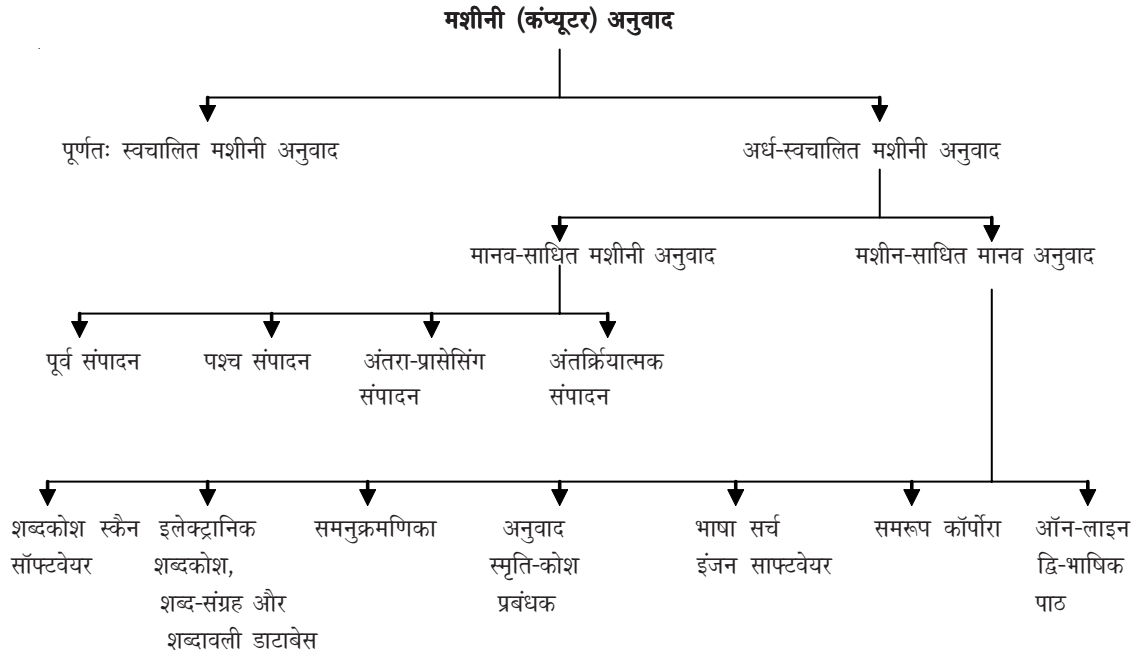 मशीनी (कंप्यूटर) अनुवाद
पूर्णतः स्वचालित मशीनी अनुवाद
अर्ध-स्वचालित मशीनी अनुवाद
मानव-साधित मशीनी अनुवाद
मशीन-साधित मानव अनुवाद
पूर्व संपादन
पश्च संपादन
अंतरा-प्रासेसिंग
संपादन
अंतर्क्रियात्मक
संपादन
शब्दकोश स्कैन
सॉफ्टवेयर
इलेक्ट्रानिक
शब्दकोश,
शब्द-संग्रह और
शब्दावली डाटाबेस
समनुक्रमणिका
अनुवाद
स्मृति-कोश
प्रबंधक
भाषा सर्च
इंजन साफ्टवेयर
समरूप कॉर्पोरा
ऑन-लाइन
द्वि-भाषिक
पाठ